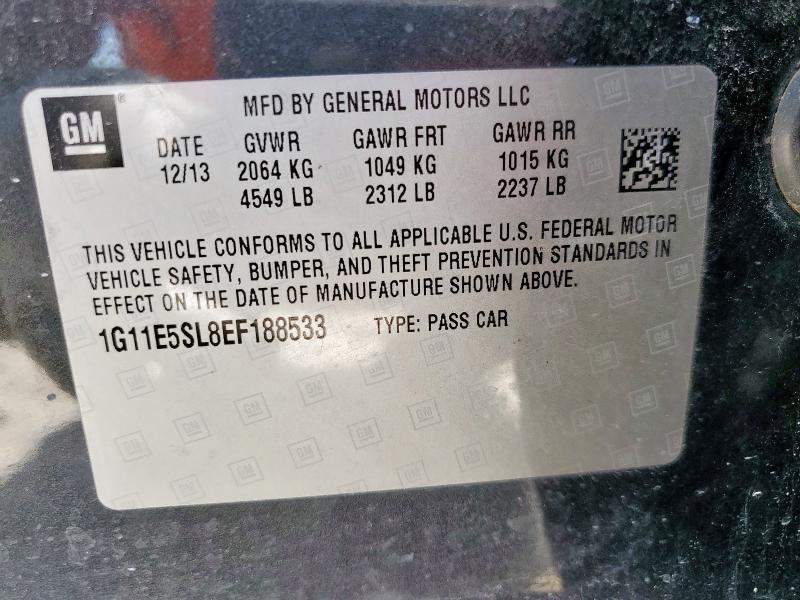 GM
MFD BY GENERAL MOTORS LLC
DATE GVWR GAWR FRT GAWR RR
12/13 2064 KG 1049 KG 1015 KG
4549 LB 2312 LB 2237 LB
THIS VEHICLE CONFORMS TO ALL APPLICABLE U.S. FEDERAL MOTOR
VEHICLE SAFETY, BUMPER, AND THEFT PREVENTION STANDARDS IN
EFFECT ON THE DATE OF MANUFACTURE SHOWN ABOVE.
1G11E5SL8EF188533 TYPE: PASS CAR